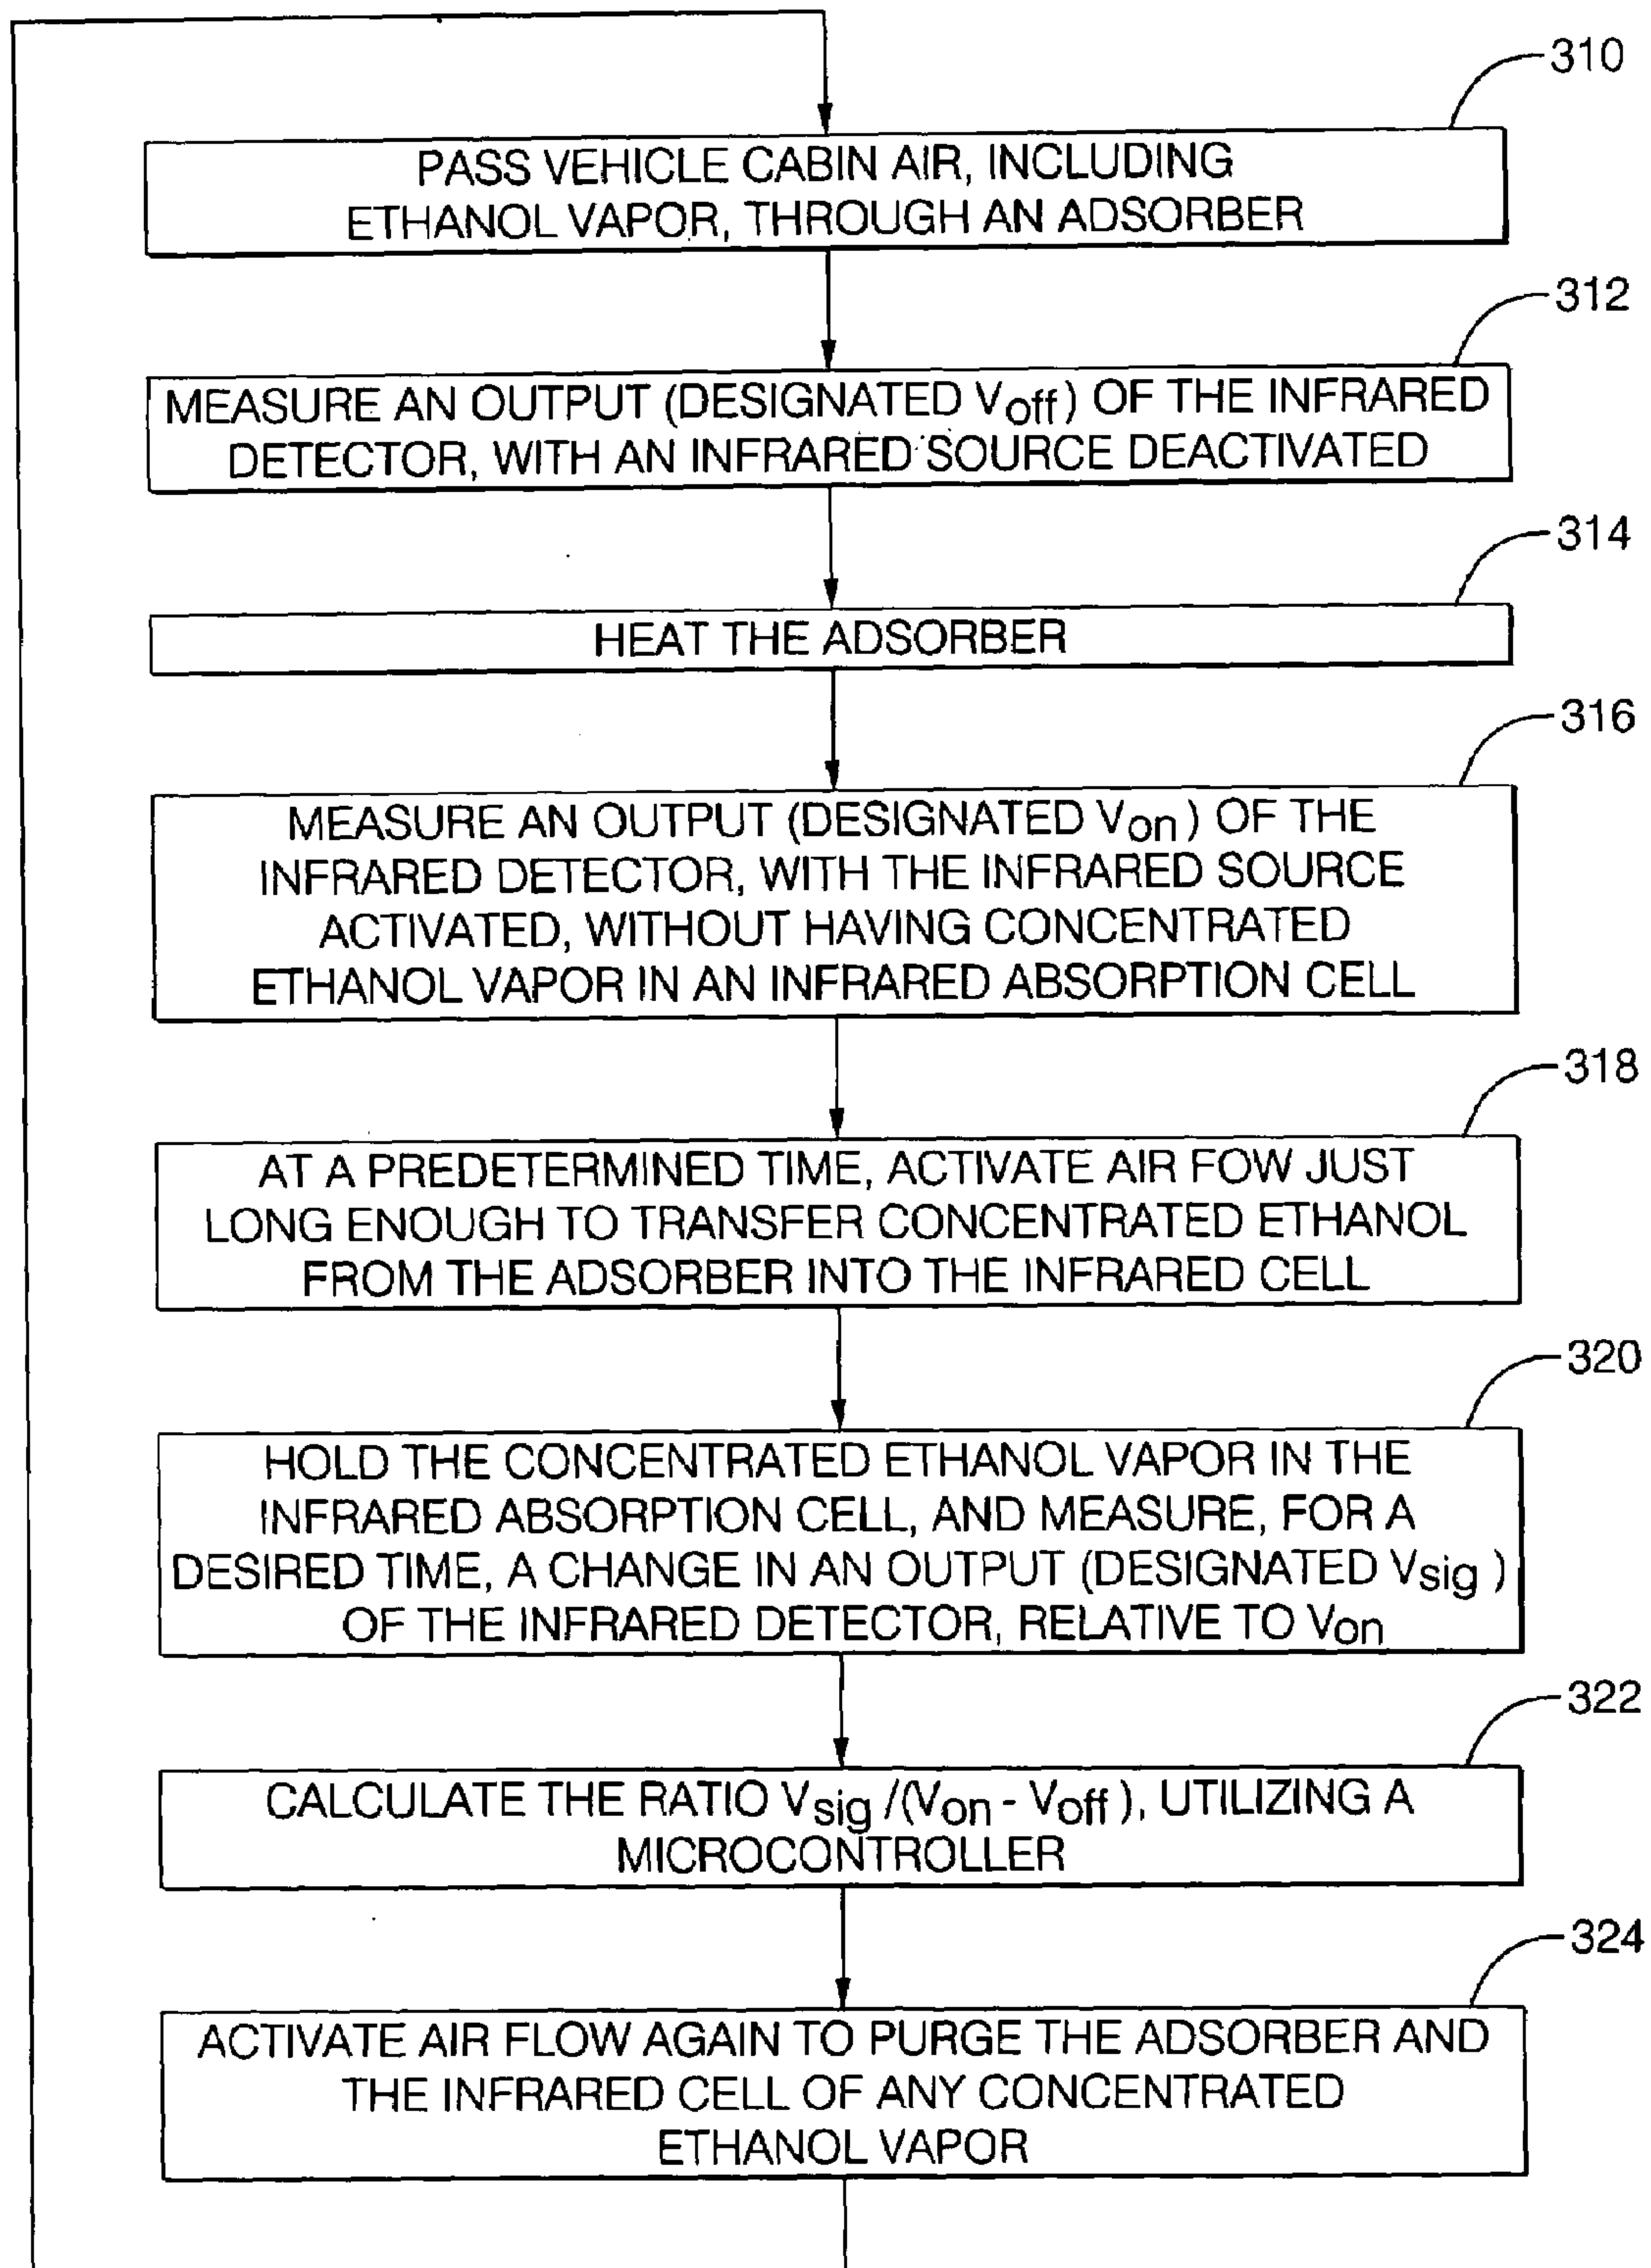 310
PASS VEHICLE CABIN AIR, INCLUDING
ETHANOL VAPOR, THROUGH AN ADSORBER
312
MEASURE AN OUTPUT (DESIGNATED Voff) OF THE INFRARED
DETECTOR, WITH AN INFRARED SOURCE DEACTIVATED
314
HEAT THE ADSORBER
316
MEASURE AN OUTPUT (DESIGNATED Von) OF THE
INFRARED DETECTOR, WITH THE INFRARED SOURCE
ACTIVATED, WITHOUT HAVING CONCENTRATED
ETHANOL VAPOR IN AN INFRARED ABSORPTION CELL
318
AT A PREDETERMINED TIME, ACTIVATE AIR FOW JUST
LONG ENOUGH TO TRANSFER CONCENTRATED ETHANOL
FROM THE ADSORBER INTO THE INFRARED CELL
320
HOLD THE CONCENTRATED ETHANOL VAPOR IN THE
INFRARED ABSORPTION CELL, AND MEASURE, FOR A
DESIRED TIME, A CHANGE IN AN OUTPUT (DESIGNATED Vsig )
OF THE INFRARED DETECTOR, RELATIVE TO Von
322
CALCULATE THE RATIO Vsig /(Von - Voff ), UTILIZING A
MICROCONTROLLER
324
ACTIVATE AIR FLOW AGAIN TO PURGE THE ADSORBER AND
THE INFRARED CELL OF ANY CONCENTRATED
ETHANOL VAPOR